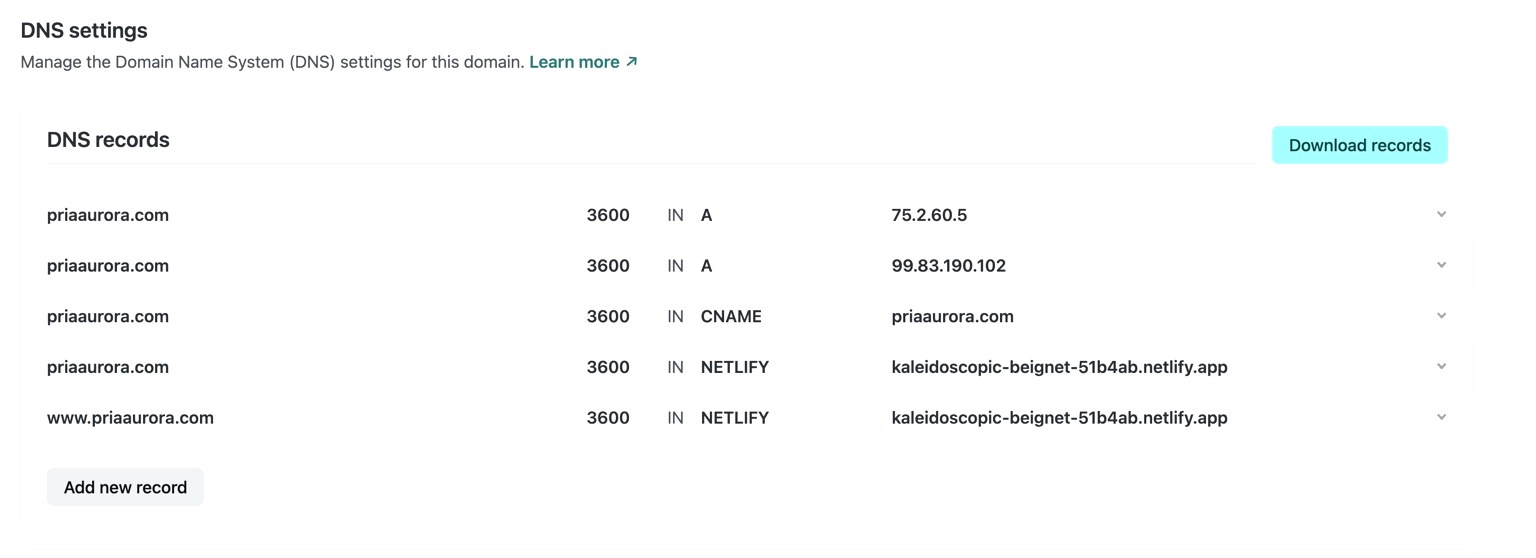 DNS settings
Manage the Domain Name System (DNS) settings for this domain. Learn more ↗
DNS records
Download records
priaaurora.com 3600 IN A 75.2.60.5
priaaurora.com 3600 IN A 99.83.190.102
priaaurora.com 3600 IN CNAME priaaurora.com
priaaurora.com 3600 IN NETLIFY kaleidoscopic-beignet-51b4ab.netlify.app
www.priaaurora.com 3600 IN NETLIFY kaleidoscopic-beignet-51b4ab.netlify.app
Add new record